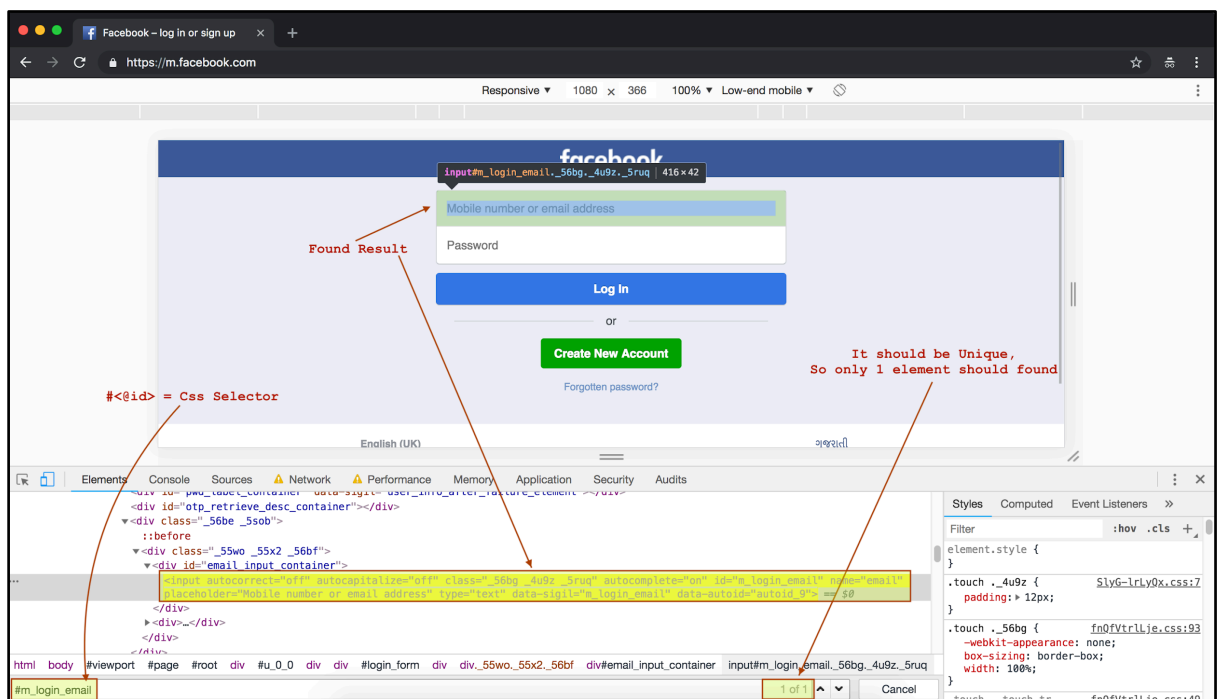 Facebook – log in or sign up × +
https://m.facebook.com
Responsive ▼ 1080 × 366 100% ▼ Low-end mobile ▼
facebook
input#m_login_email._56bg._4u9z._5ruq | 416 × 42
Mobile number or email address
Found Result
Password
Log In
or
Create New Account
It should be Unique,
So only 1 element should found
Forgotten password?
#<@id> = Css Selector
English (UK) ગુજરાતી
Elements Console Sources Network Performance Memory Application Security Audits
<div id="pwd_label_container" data-sigil="user_info_after_failure_element"></div>
<div id="otp_retrieve_desc_container"></div>
▼<div class="_56be _5sob">
::before
▼<div class="_55wo _55x2 _56bf">
▼<div id="email_input_container">
<input autocorrect="off" autocapitalize="off" class="_56bg _4u9z _5ruq" autocomplete="on" id="m_login_email" name="email"
placeholder="Mobile number or email address" type="text" data-sigil="m_login_email" data-autoid="autoid_9"> == $0
</div>
▶<div>…</div>
</div>
</div>
html body #viewport #page #root div #u_0_0 div div #login_form div div._55wo._55x2._56bf div#email_input_container input#m_login_email._56bg._4u9z._5ruq
#m_login_email 1 of 1 Cancel
Styles Computed Event Listeners »
Filter :hov .cls +
element.style {
}
.touch ._4u9z { SlyG-lrLyQx.css:7
padding:▶ 12px;
}
.touch ._56bg { fnQfVtrlLje.css:93
-webkit-appearance: none;
box-sizing: border-box;
width: 100%;
}